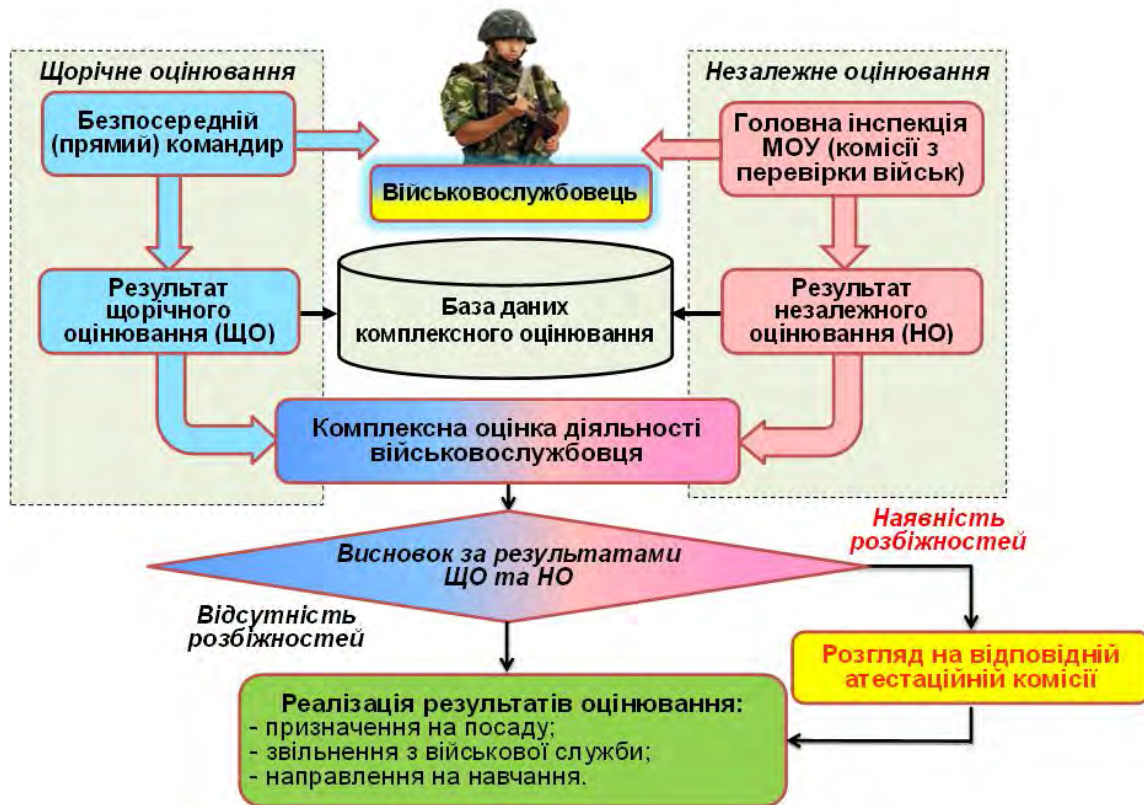 Щорічне оцінювання
Безпосередній
(прямий) командир
Військовослужбовець
Незалежне оцінювання
Головна інспекція
МОУ (комісії з
перевірки військ)
Результат
щорічного
оцінювання (ЩО)
База даних
комплексного оцінювання
Результат
незалежного
оцінювання (НО)
Комплексна оцінка діяльності
військовослужбовця
Висновок за результатами
ЩО та НО
Наявність
розбіжностей
Відсутність
розбіжностей
Розгляд на відповідній
атестаційній комісії
Реалізація результатів оцінювання:
- призначення на посаду;
- звільнення з військової служби;
- направлення на навчання.